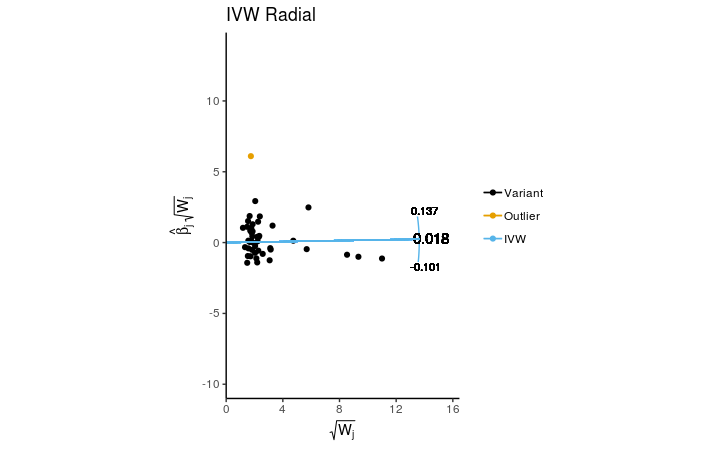 IVW Radial
10
5
0
-5
-10
β̂j√Wj
0.137
0.018
-0.101
Variant
Outlier
IVW
0 4 8 12 16
√Wj